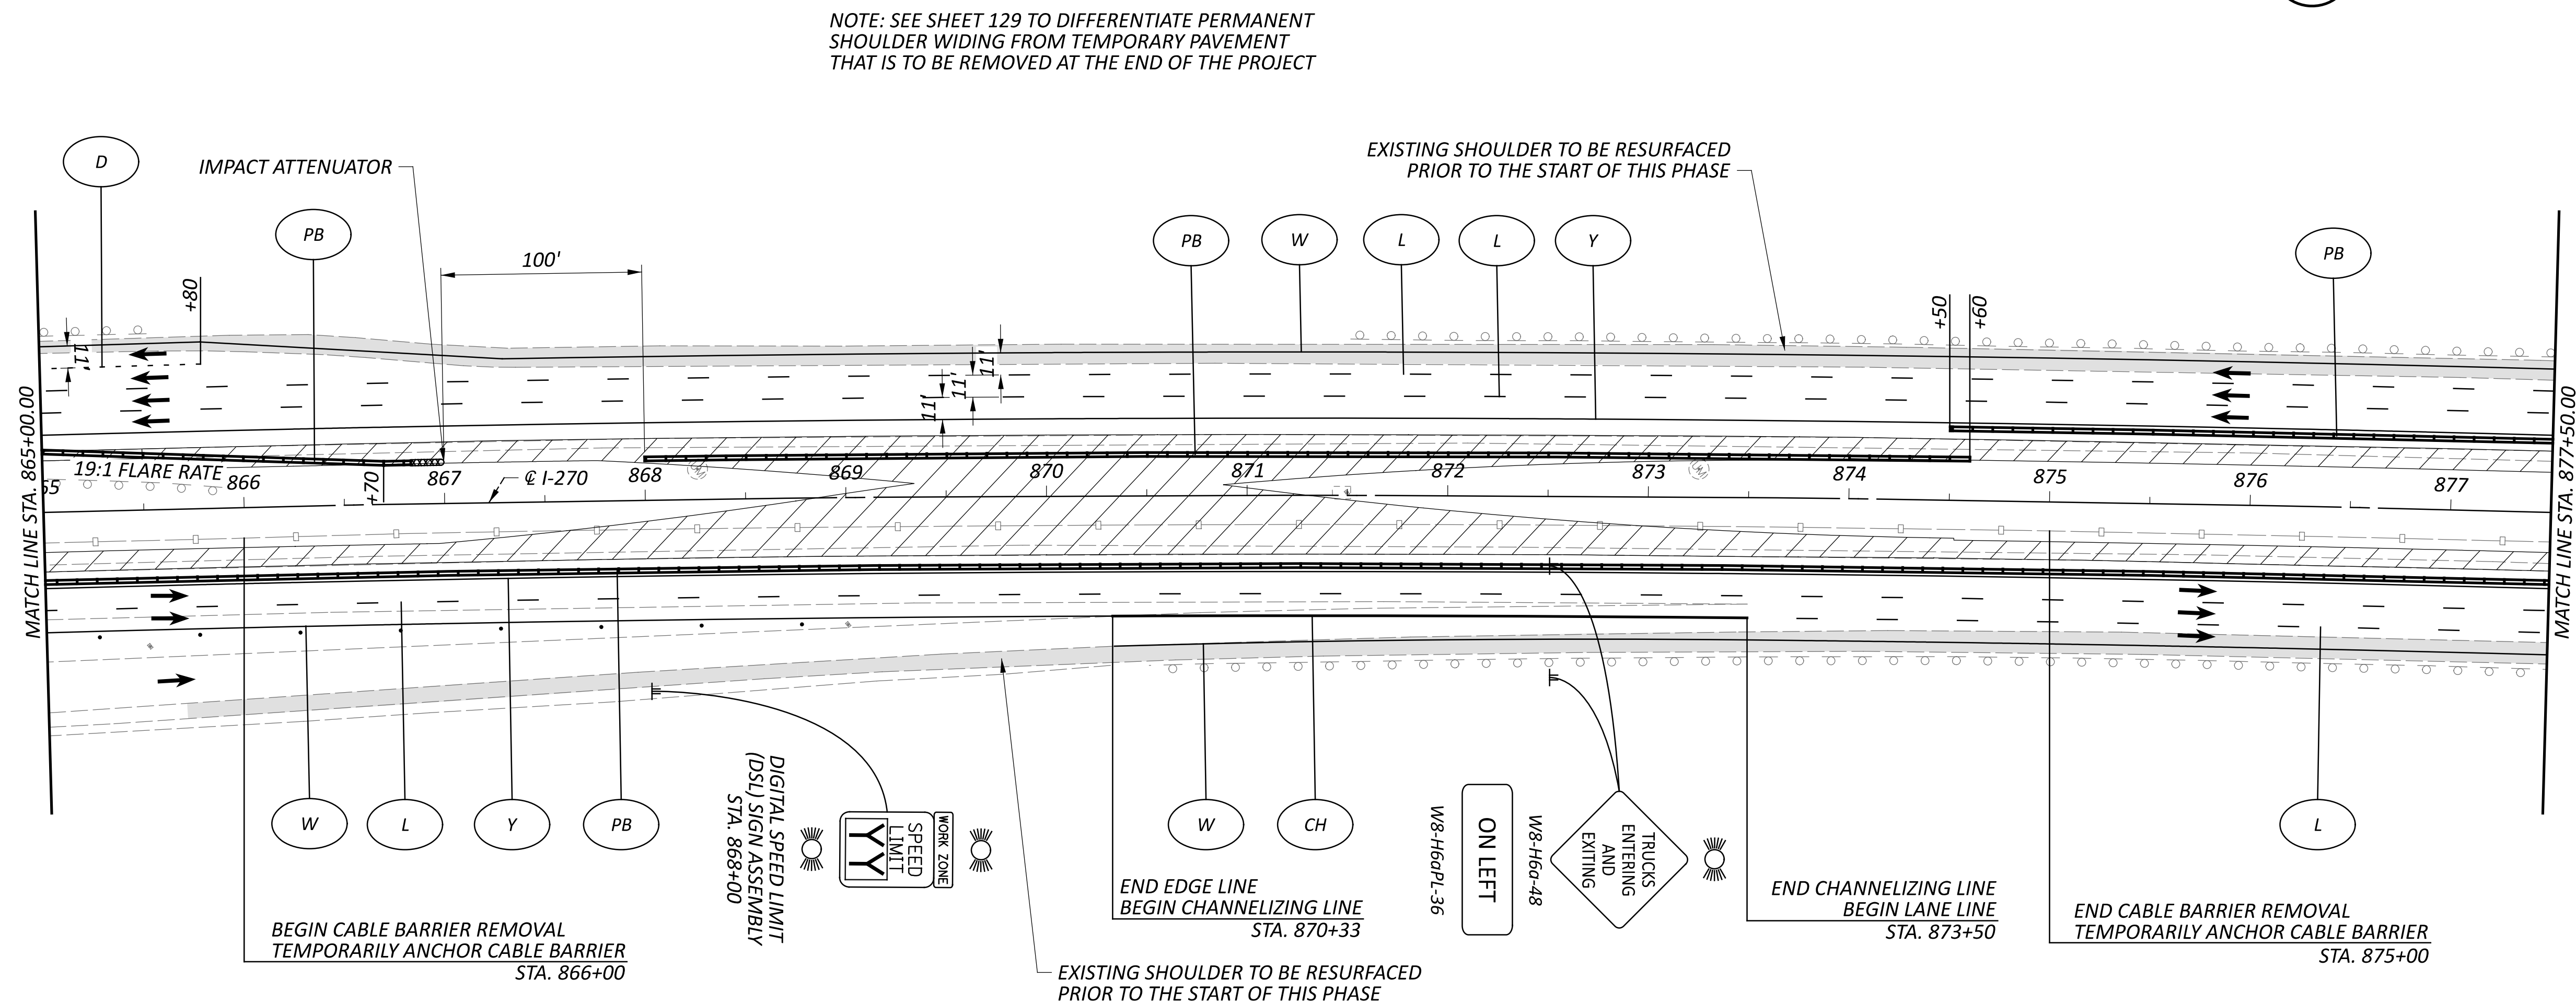 NOTE: SEE SHEET 129 TO DIFFERENTIATE PERMANENT
SHOULDER WIDING FROM TEMPORARY PAVEMENT
THAT IS TO BE REMOVED AT THE END OF THE PROJECT
D
IMPACT ATTENUATOR
PB
100'
EXISTING SHOULDER TO BE RESURFACED
PRIOR TO THE START OF THIS PHASE
PB
W
L
L
Y
PB
+80
+50
+60
11'
11'
11'
11'
MATCH LINE STA. 865+00.00
19:1 FLARE RATE
65
866
+70
867
℄ I-270
868
869
870
871
872
873
874
875
876
877
MATCH LINE STA. 877+50.00
W
L
Y
PB
DIGITAL SPEED LIMIT
(DSL) SIGN ASSEMBLY
STA. 868+00
WORK ZONE
SPEED
LIMIT
YY
W
CH
W8-H6aPL-36
ON LEFT
W8-H6a-48
TRUCKS
ENTERING
AND
EXITING
L
BEGIN CABLE BARRIER REMOVAL
TEMPORARILY ANCHOR CABLE BARRIER
STA. 866+00
END EDGE LINE
BEGIN CHANNELIZING LINE
STA. 870+33
END CHANNELIZING LINE
BEGIN LANE LINE
STA. 873+50
END CABLE BARRIER REMOVAL
TEMPORARILY ANCHOR CABLE BARRIER
STA. 875+00
EXISTING SHOULDER TO BE RESURFACED
PRIOR TO THE START OF THIS PHASE